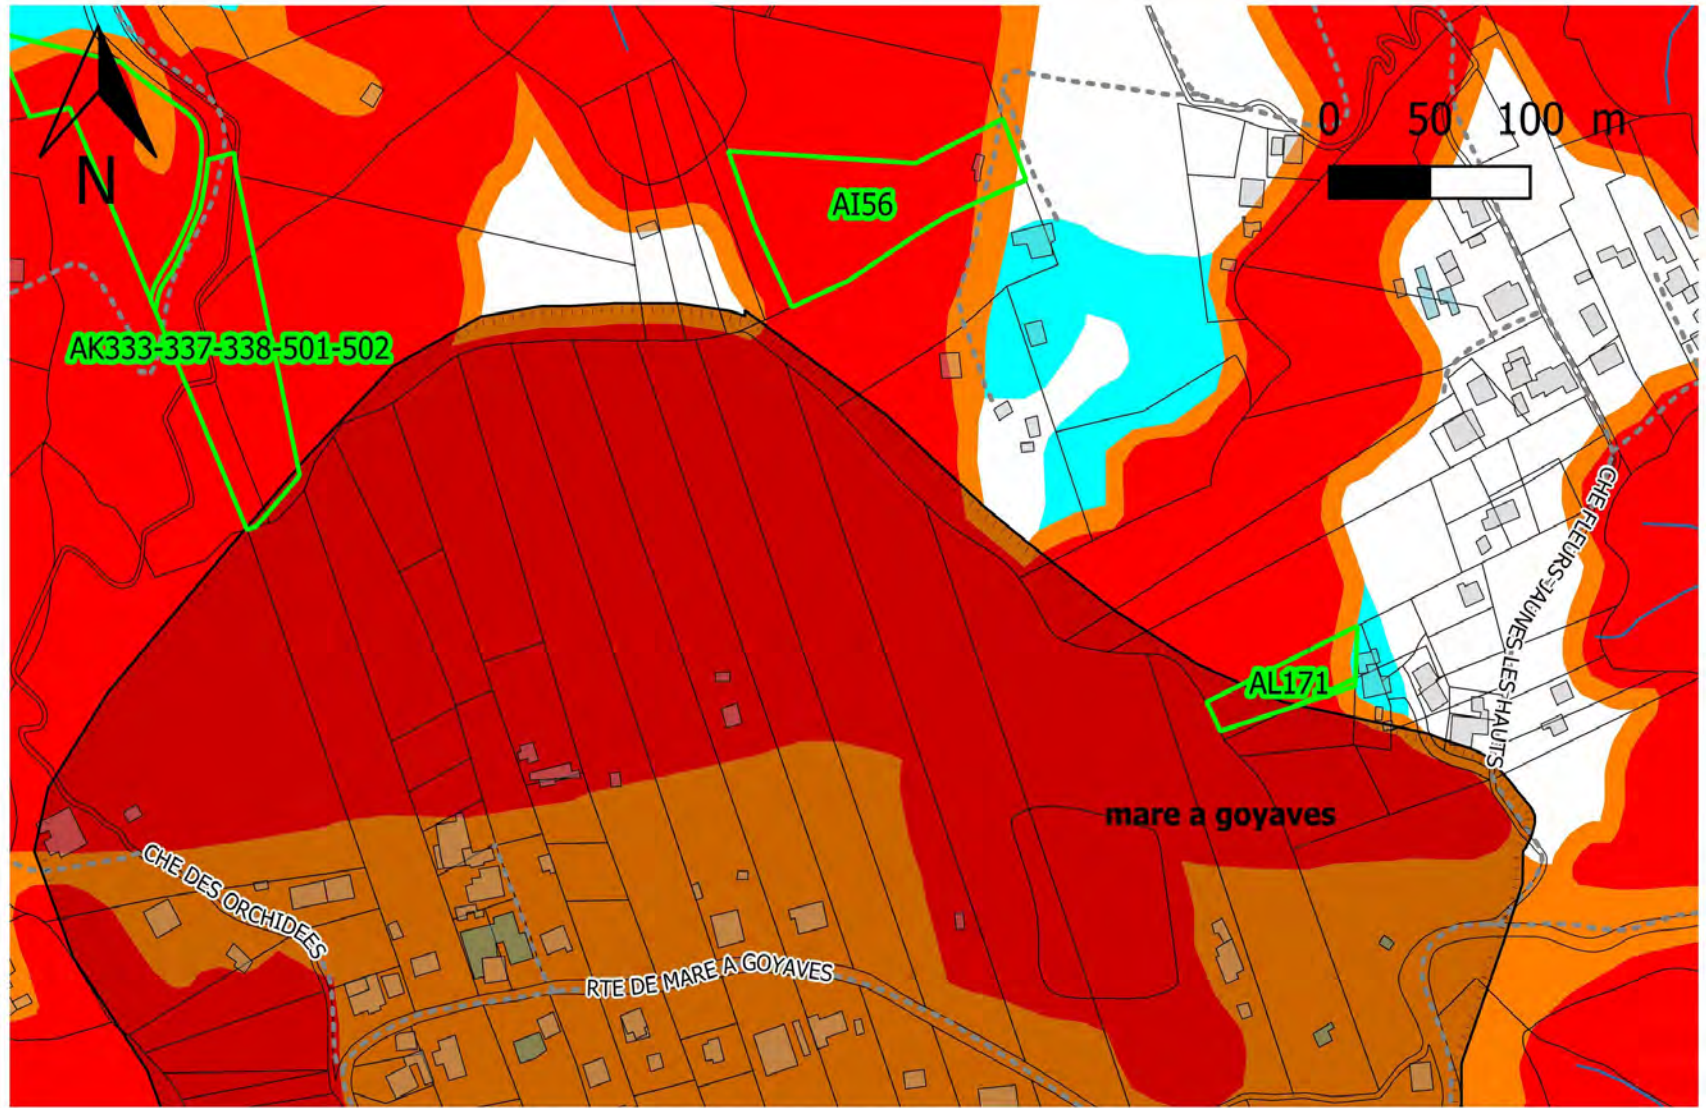 0 50 100 m
N
AI56
AK333-337-338-501-502
CHE FLEURS-JAUNES-LES-HAUTS
AL171
mare a goyaves
CHE DES ORCHIDEES
RTE DE MARE A GOYAVES